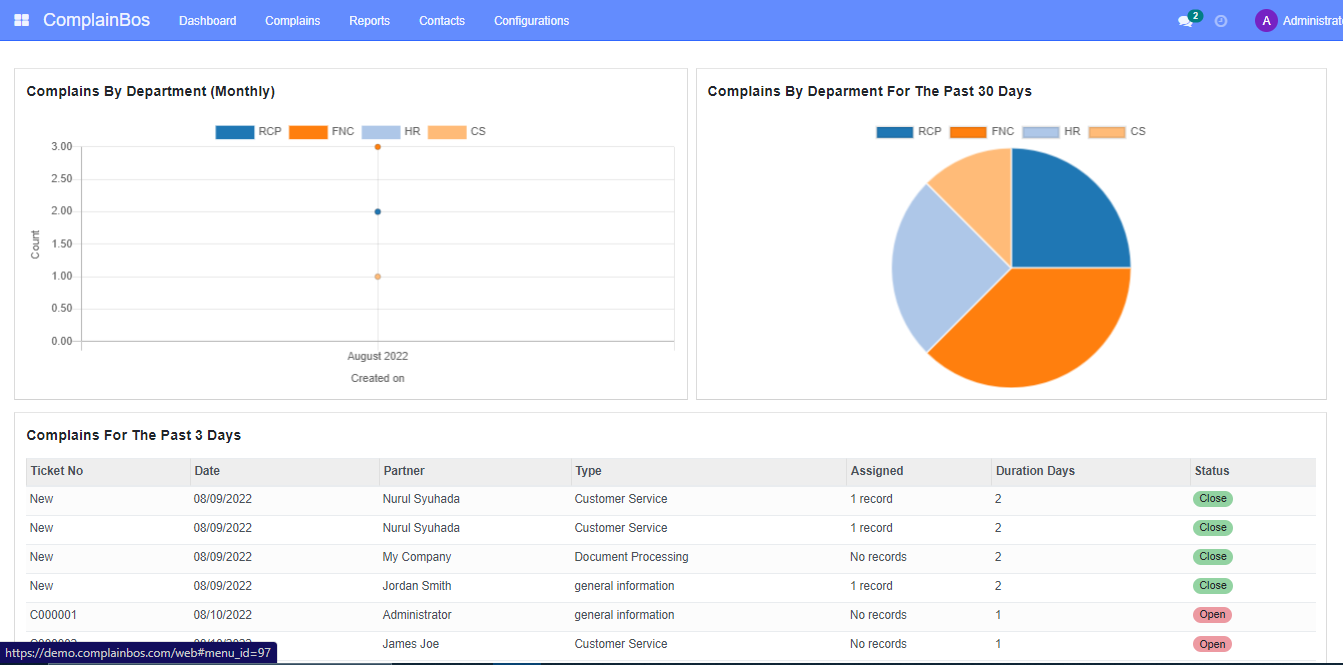 ComplainBos Dashboard Complains Reports Contacts Configurations 2 A Administrat
Complains By Department (Monthly)
RCP FNC HR CS
3.00
2.50
2.00
1.50
1.00
0.50
0.00
Count
August 2022
Created on
Complains By Deparment For The Past 30 Days
RCP FNC HR CS
Complains For The Past 3 Days
Ticket No Date Partner Type Assigned Duration Days Status
New 08/09/2022 Nurul Syuhada Customer Service 1 record 2 Close
New 08/09/2022 Nurul Syuhada Customer Service 1 record 2 Close
New 08/09/2022 My Company Document Processing No records 2 Close
New 08/09/2022 Jordan Smith general information 1 record 2 Close
C000001 08/10/2022 Administrator general information No records 1 Open
James Joe Customer Service No records 1 Open
https://demo.complainbos.com/web#menu_id=97